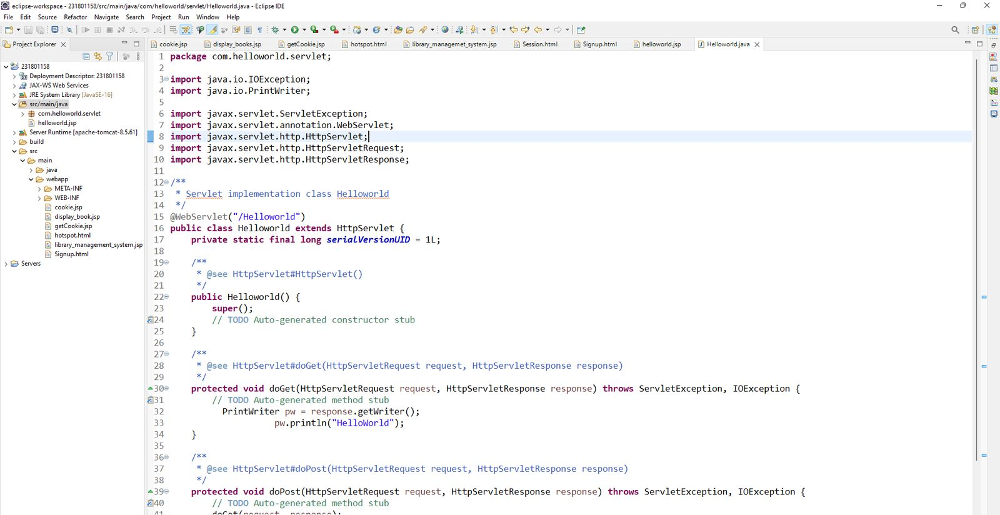 eclipse-workspace - 231801158/src/main/java/com/helloworld/servlet/Helloworld.java - Eclipse IDE
File Edit Source Refactor Navigate Search Project Run Window Help
Project Explorer
cookie.jsp display_books.jsp getCookie.jsp hotspot.html library_managemet_system.jsp Session.html Signup.html helloworld.jsp Helloworld.java
231801158
Deployment Descriptor: 231801158
JAX-WS Web Services
JRE System Library [JavaSE-16]
src/main/java
com.helloworld.servlet
helloworld.jsp
Server Runtime [apache-tomcat-8.5.61]
build
src
main
java
webapp
META-INF
WEB-INF
cookie.jsp
display_book.jsp
getCookie.jsp
hotspot.html
library_management_system.jsp
Signup.html
Servers
1 package com.helloworld.servlet;
2
3 import java.io.IOException;
4 import java.io.PrintWriter;
5
6 import javax.servlet.ServletException;
7 import javax.servlet.annotation.WebServlet;
8 import javax.servlet.http.HttpServlet;
9 import javax.servlet.http.HttpServletRequest;
10 import javax.servlet.http.HttpServletResponse;
11
12 /**
13 * Servlet implementation class Helloworld
14 */
15 @WebServlet("/Helloworld")
16 public class Helloworld extends HttpServlet {
17 private static final long serialVersionUID = 1L;
18
19 /**
20 * @see HttpServlet#HttpServlet()
21 */
22 public Helloworld() {
23 super();
24 // TODO Auto-generated constructor stub
25 }
26
27 /**
28 * @see HttpServlet#doGet(HttpServletRequest request, HttpServletResponse response)
29 */
30 protected void doGet(HttpServletRequest request, HttpServletResponse response) throws ServletException, IOException {
31 // TODO Auto-generated method stub
32 PrintWriter pw = response.getWriter();
33 pw.println("HelloWorld");
34 }
35
36 /**
37 * @see HttpServlet#doPost(HttpServletRequest request, HttpServletResponse response)
38 */
39 protected void doPost(HttpServletRequest request, HttpServletResponse response) throws ServletException, IOException {
40 // TODO Auto-generated method stub
41 doGet(request, response);